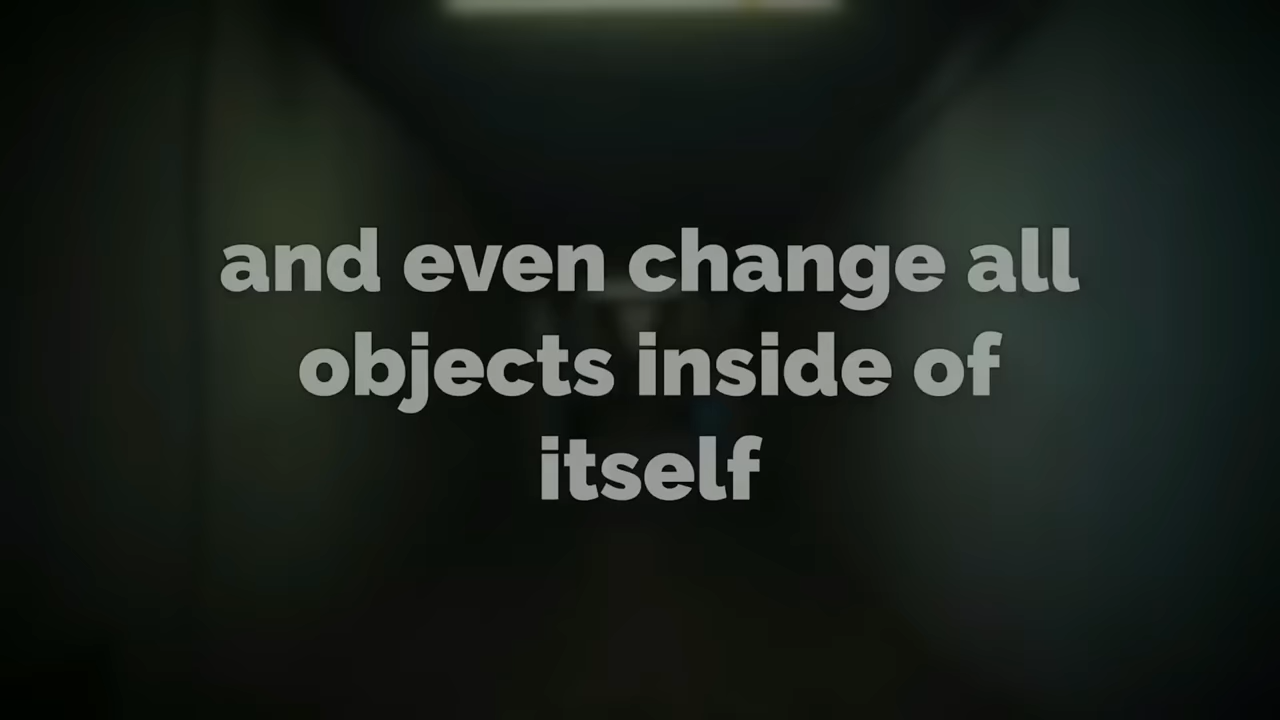 and even change all
objects inside of
itself